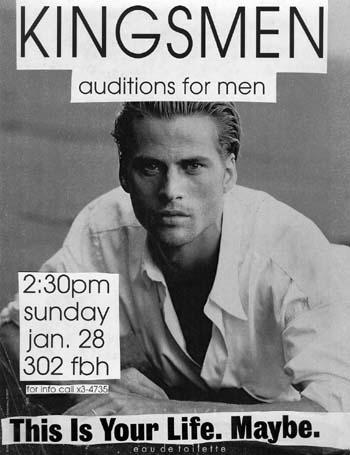 KINGSMEN
auditions for men
2:30pm
sunday
jan. 28
302 fbh
for info call x3-4735
This Is Your Life. Maybe.
eau de toilette